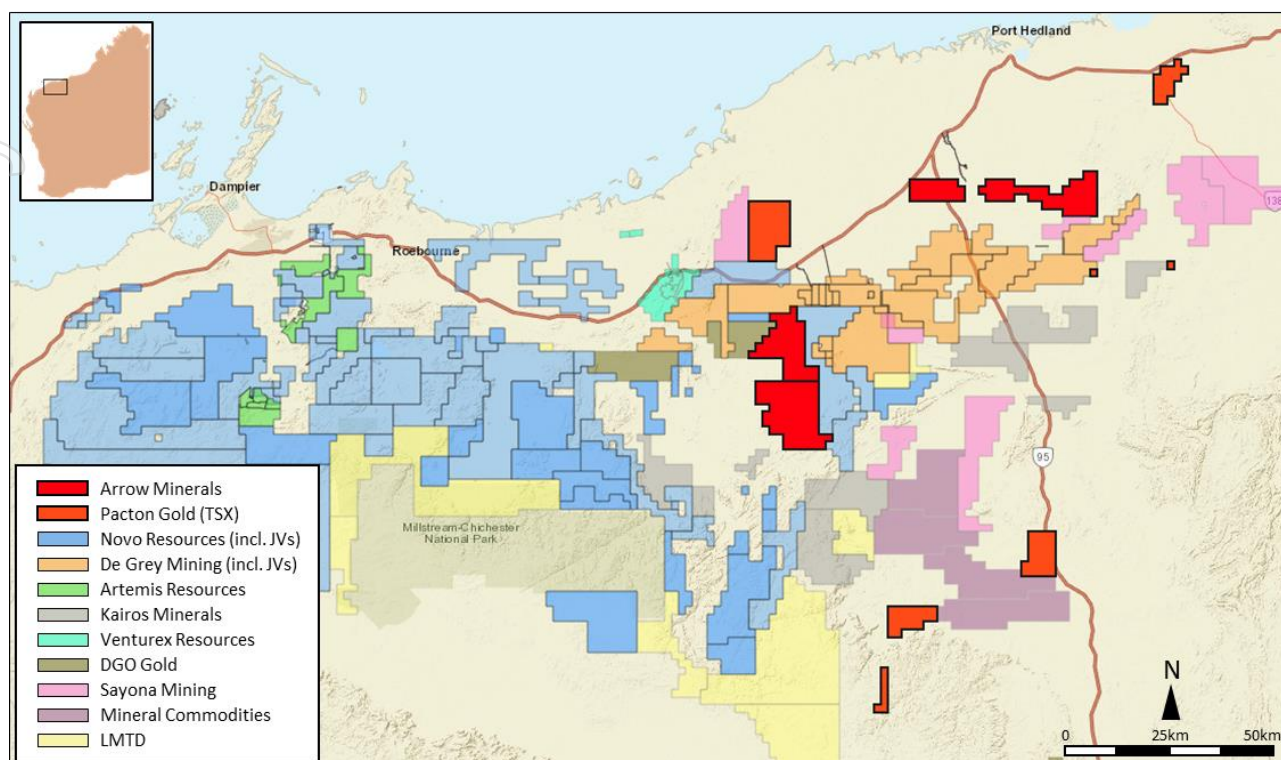 Port Hedland
Dampier
138
Roebourne
95
Millstream-Chichester
National Park
Arrow Minerals
Pacton Gold (TSX)
Novo Resources (incl. JVs)
De Grey Mining (incl. JVs)
Artemis Resources
Kairos Minerals
Venturex Resources
DGO Gold
Sayona Mining
Mineral Commodities
LMTD
N
0 25km 50km